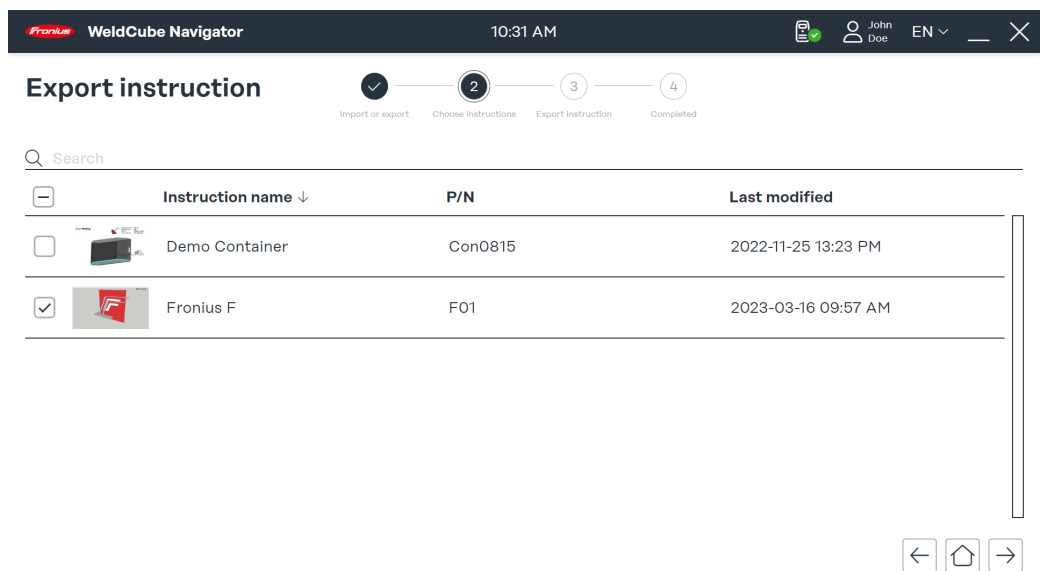 Fronius WeldCube Navigator 10:31 AM John Doe EN
Export instruction
2 3 4
Import or export Choose instructions Export instruction Completed
Search
Instruction name ↓ P/N Last modified
Demo Container Con0815 2022-11-25 13:23 PM
Fronius F F01 2023-03-16 09:57 AM